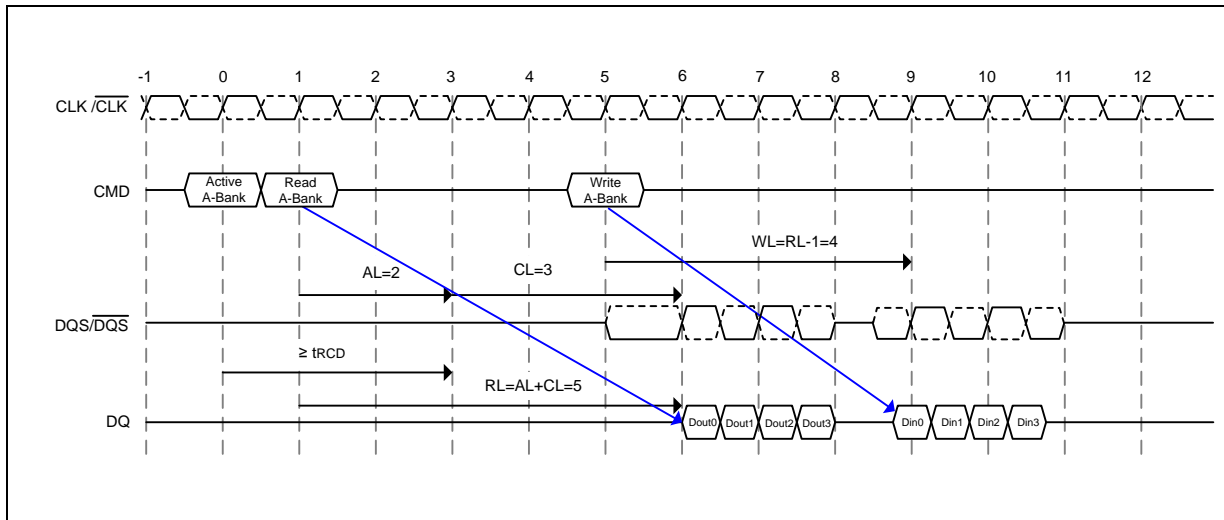 -1 0 1 2 3 4 5 6 7 8 9 10 11 12
CLK /CLK
CMD
Active
A-Bank
Read
A-Bank
Write
A-Bank
WL=RL-1=4
AL=2
CL=3
DQS/DQS
≥ tRCD
RL=AL+CL=5
DQ
Dout0 Dout1 Dout2 Dout3 Din0 Din1 Din2 Din3